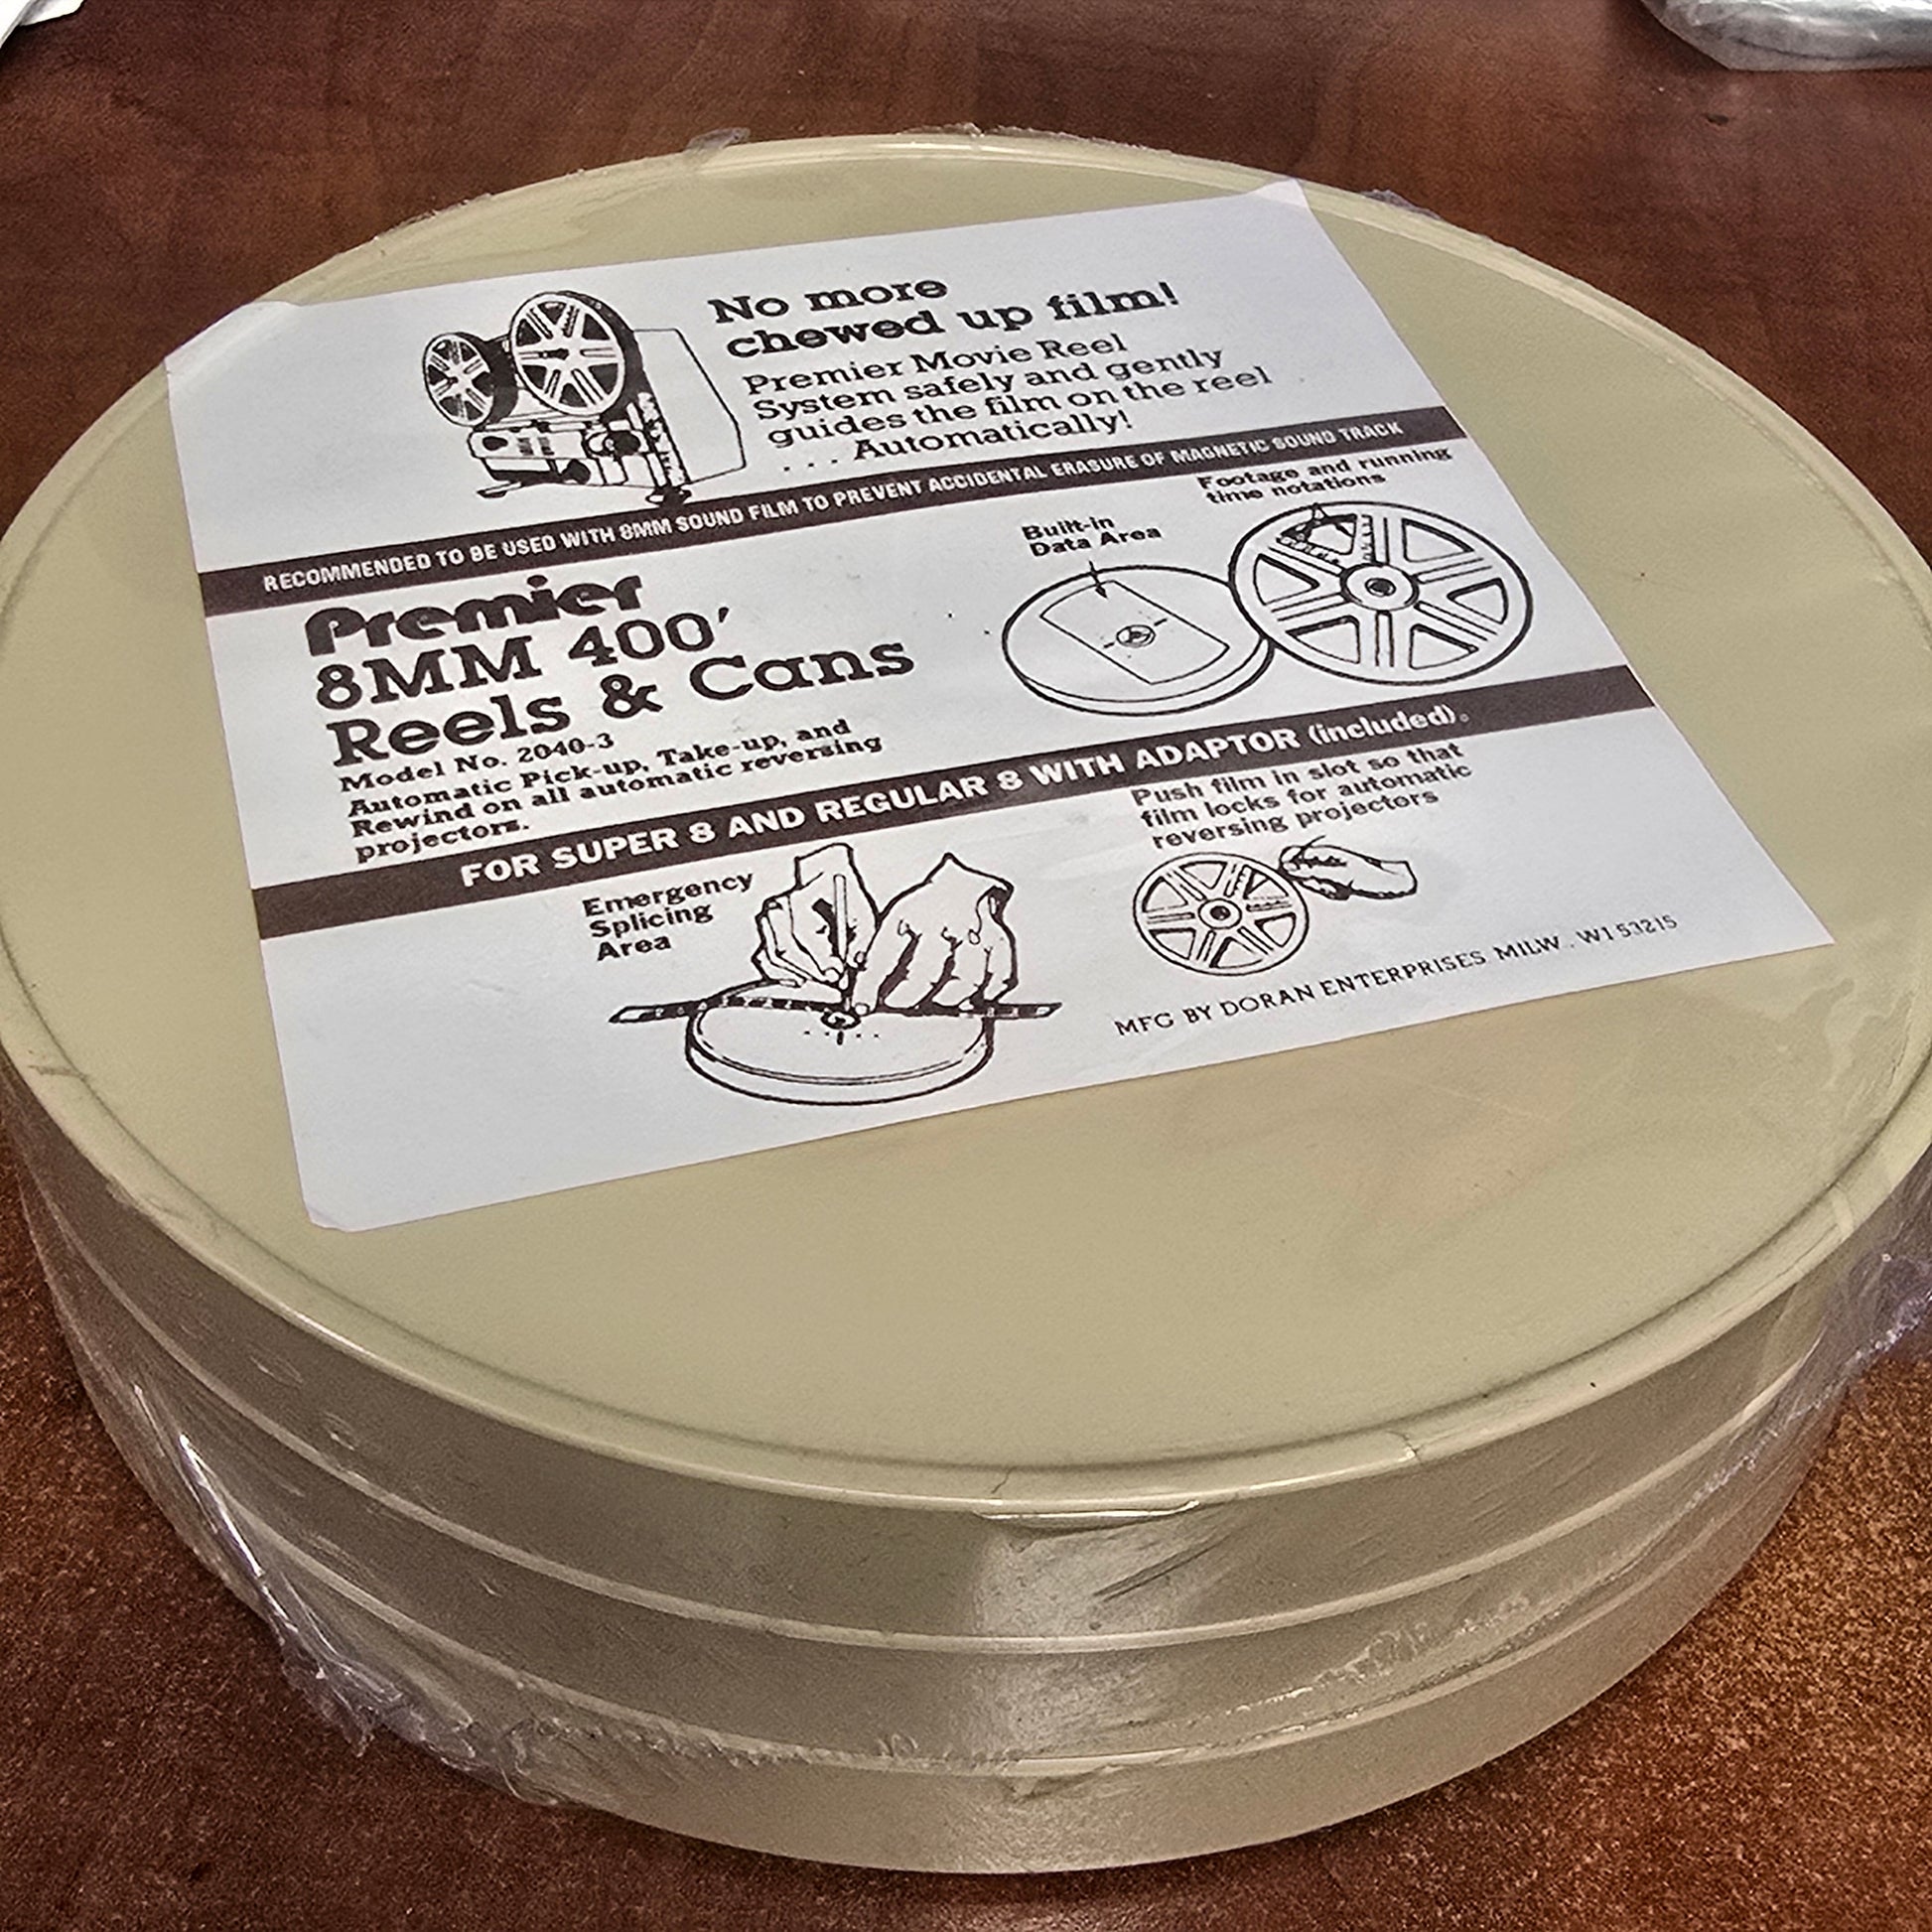 No more
chewed up film!
Premier Movie Reel
System safely and gently
guides the film on the reel
. . . Automatically!
RECOMMENDED TO BE USED WITH 8MM SOUND FILM TO PREVENT ACCIDENTAL ERASURE OF MAGNETIC SOUND TRACK
Premier
8MM 400'
Reels & Cans
Model No. 2040-3
Automatic Pick-up, Take-up, and
Rewind on all automatic reversing
projectors.
Built-in
Data Area
Footage and running
time notations
FOR SUPER 8 AND REGULAR 8 WITH ADAPTOR (included).
Emergency
Splicing
Area
Push film in slot so that
film locks for automatic
reversing projectors
MFG BY DORAN ENTERPRISES MILW. WI 53215